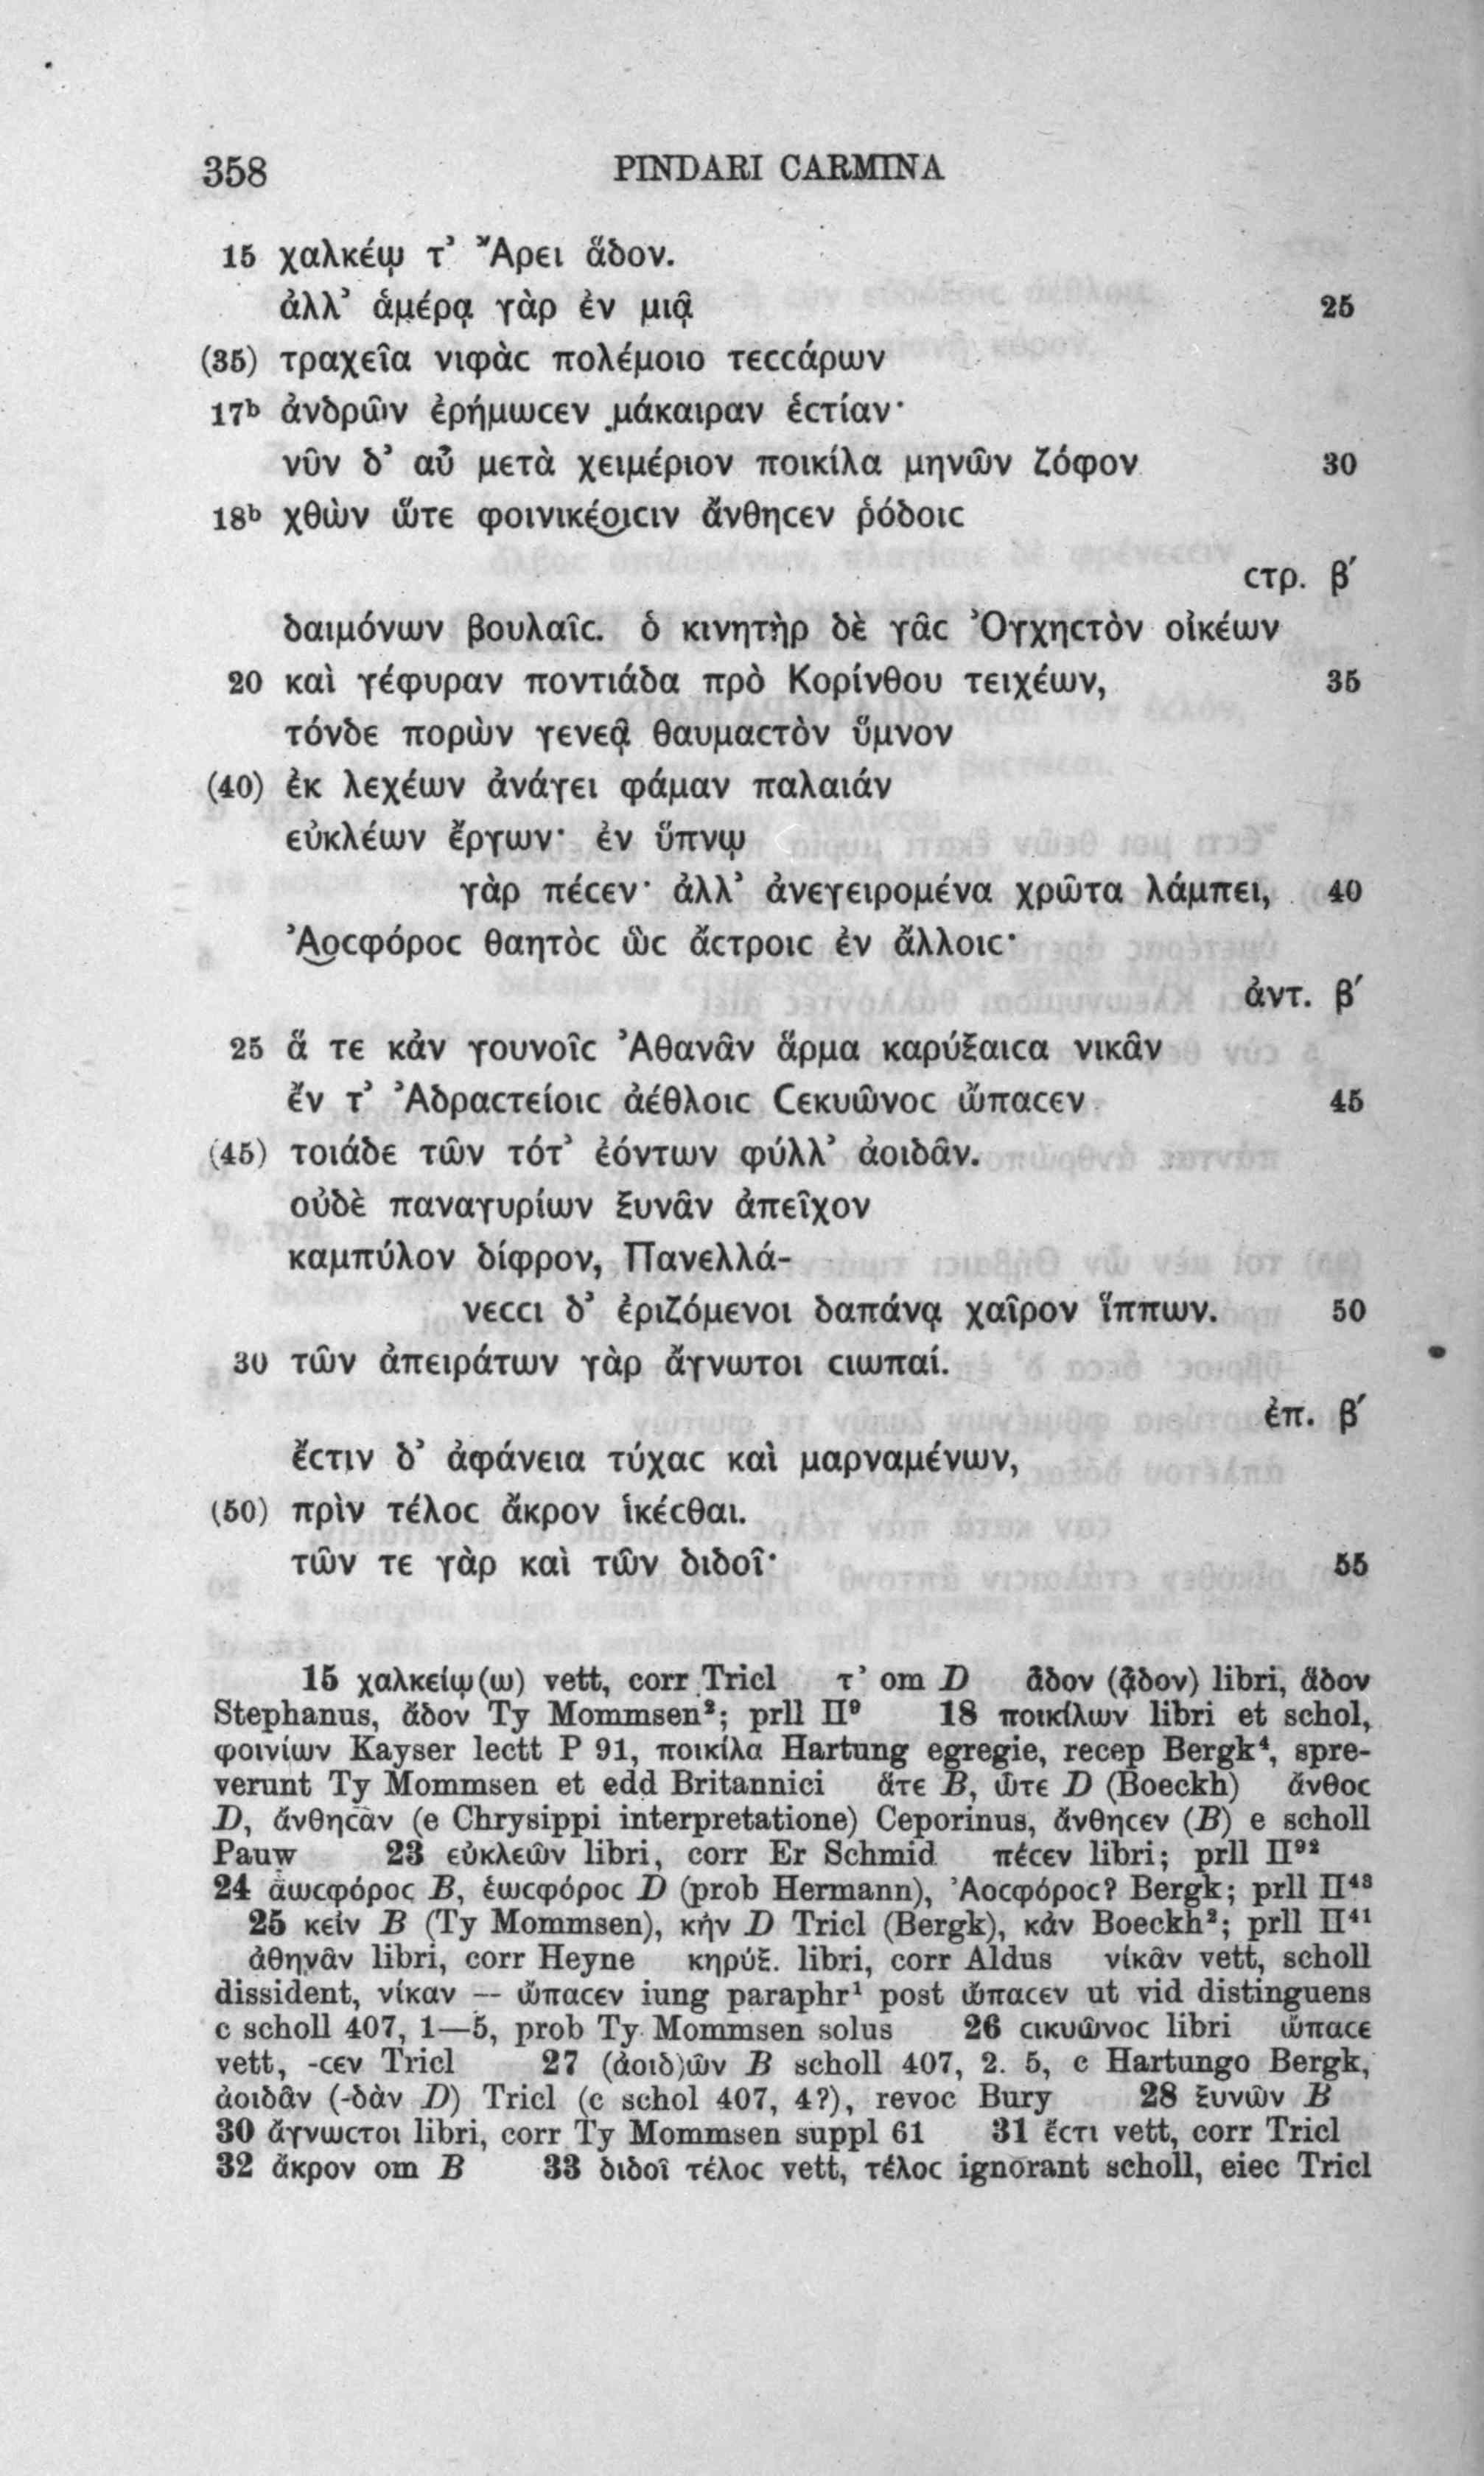 358 PINDARI CARMINA
15 χαλκέῳ τ’ Ἄρει ἅδον.
ἀλλ’ ἁμέρᾳ γὰρ ἐν μιᾷ 25
(35) τραχεῖα νιφὰϲ πολέμοιο τεϲϲάρων
17ᵇ ἀνδρῶν ἐρήμωϲεν μάκαιραν ἑϲτίαν·
νῦν δ’ αὖ μετὰ χειμέριον ποικίλα μηνῶν ζόφον 30
18ᵇ χθὼν ὥτε φοινικέοιϲιν ἄνθηϲεν ῥόδοιϲ
ϲτρ. β′
δαιμόνων βουλαῖϲ. ὁ κινητὴρ δὲ γᾶϲ Ὀγχηϲτὸν οἰκέων
20 καὶ γέφυραν ποντιάδα πρὸ Κορίνθου τειχέων, 35
τόνδε πορὼν γενεᾷ θαυμαϲτὸν ὕμνον
(40) ἐκ λεχέων ἀνάγει φάμαν παλαιάν
εὐκλέων ἔργων· ἐν ὕπνῳ
γὰρ πέϲεν· ἀλλ’ ἀνεγειρομένα χρῶτα λάμπει, 40
Ἀοϲφόροϲ θαητὸϲ ὣϲ ἄϲτροιϲ ἐν ἄλλοιϲ·
ἀντ. β′
25 ἅ τε κἀν γουνοῖϲ Ἀθανᾶν ἅρμα καρύξαιϲα νικᾶν
ἔν τ’ Ἀδραϲτείοιϲ ἀέθλοιϲ Ϲεκυῶνοϲ ὤπαϲεν 45
(45) τοιάδε τῶν τότ’ ἐόντων φύλλ’ ἀοιδᾶν.
οὐδὲ παναγυρίων ξυνᾶν ἀπεῖχον
καμπύλον δίφρον, Πανελλά-
νεϲϲι δ’ ἐριζόμενοι δαπάνᾳ χαῖρον ἵππων. 50
30 τῶν ἀπειράτων γὰρ ἄγνωτοι ϲιωπαί.
ἐπ. β′
ἔϲτιν δ’ ἀφάνεια τύχαϲ καὶ μαρναμένων,
(50) πρὶν τέλοϲ ἄκρον ἱκέϲθαι.
τῶν τε γὰρ καὶ τῶν διδοῖ· 55
15 χαλκείῳ(ω) vett, corr Tricl τ’ om D ἆδον (ᾆδον) libri, ἅδον
Stephanus, ἄδον Ty Mommsen²; prll II⁹ 18 ποικίλων libri et schol,
φοινίων Kayser lectt P 91, ποικίλα Hartung egregie, recep Bergk⁴, spre-
verunt Ty Mommsen et edd Britannici ἅτε B, ὧτε D (Boeckh) ἄνθοϲ
D, ἄνθηϲὰν (e Chrysippi interpretatione) Ceporinus, ἄνθηϲεν (B) e scholl
Pauw 23 εὐκλεῶν libri, corr Er Schmid πέϲεν libri; prll II⁹²
24 ἀωϲφόροϲ B, ἑωϲφόροϲ D (prob Hermann), Ἀοϲφόροϲ? Bergk; prll II⁴³
25 κεἰν B (Ty Mommsen), κἠν D Tricl (Bergk), κἀν Boeckh²; prll II⁴¹
ἀθηνᾶν libri, corr Heyne κηρύξ. libri, corr Aldus νίκᾶν vett, scholl
dissident, νίκαν — ὤπαϲεν iung paraphr¹ post ὤπαϲεν ut vid distinguens
c scholl 407, 1—5, prob Ty Mommsen solus 26 ϲικυῶνοϲ libri ὤπαϲε
vett, -ϲεν Tricl 27 (ἀοιδ)ῶν B scholl 407, 2. 5, c Hartungo Bergk,
ἀοιδᾶν (-δὰν D) Tricl (c schol 407, 4?), revoc Bury 28 ξυνῶν B
30 ἄγνωϲτοι libri, corr Ty Mommsen suppl 61 31 ἔϲτι vett, corr Tricl
32 ἄκρον om B 33 διδοῖ τέλοϲ vett, τέλοϲ ignorant scholl, eiec Tricl